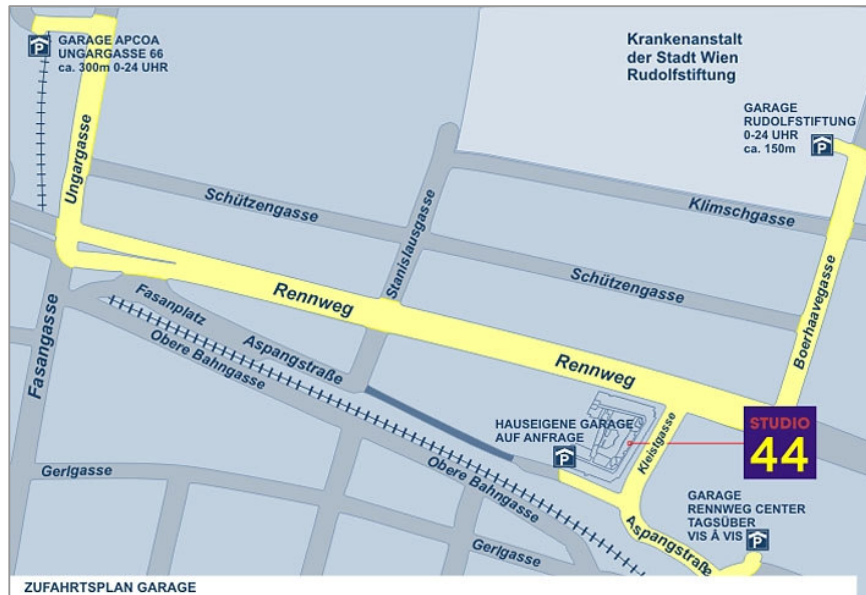 GARAGE APCOA
UNGARGASSE 66
ca. 300m 0-24 UHR
Krankenanstalt
der Stadt Wien
Rudolfstiftung
GARAGE
RUDOLFSTIFTUNG
0-24 UHR
ca. 150m
Ungargasse
Schützengasse
Stanislausgasse
Klimschgasse
Schützengasse
Boerhaavegasse
Rennweg
Rennweg
Fasangasse
Fasanplatz
Aspangstraße
Obere Bahngasse
HAUSEIGENE GARAGE
AUF ANFRAGE
Kleistgasse
STUDIO
44
Gerlgasse
Obere Bahngasse
Gerlgasse
Aspangstraße
GARAGE
RENNWEG CENTER
TAGSÜBER
VIS Á VIS
P
P
P
P
ZUFAHRTSPLAN GARAGE